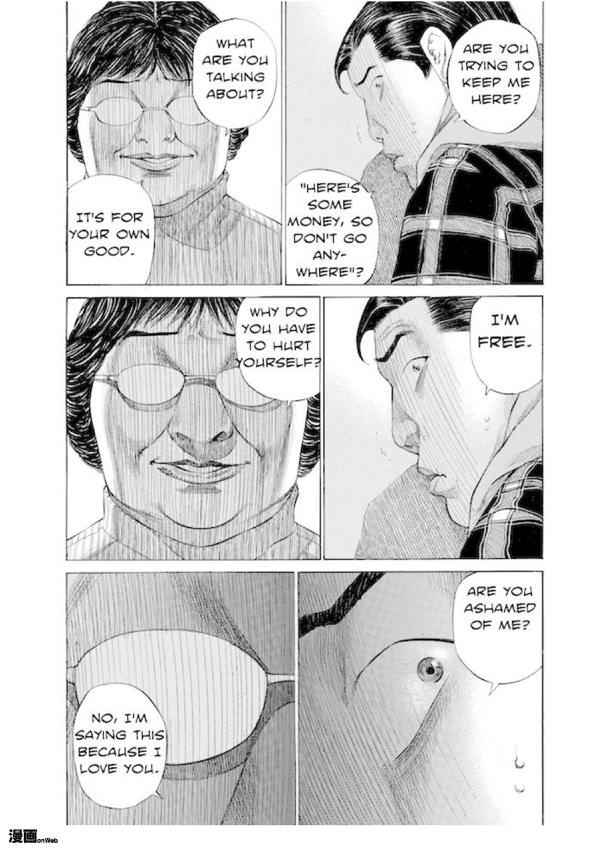 ARE YOU
TRYING TO
KEEP ME
HERE?
"HERE'S
SOME
MONEY, SO
DON'T GO
ANY-
WHERE"?
WHAT
ARE YOU
TALKING
ABOUT?
IT'S FOR
YOUR OWN
GOOD.
I'M
FREE.
WHY DO
YOU HAVE
TO HURT
YOURSELF?
ARE YOU
ASHAMED
OF ME?
NO, I'M
SAYING THIS
BECAUSE I
LOVE YOU.
漫画onWeb